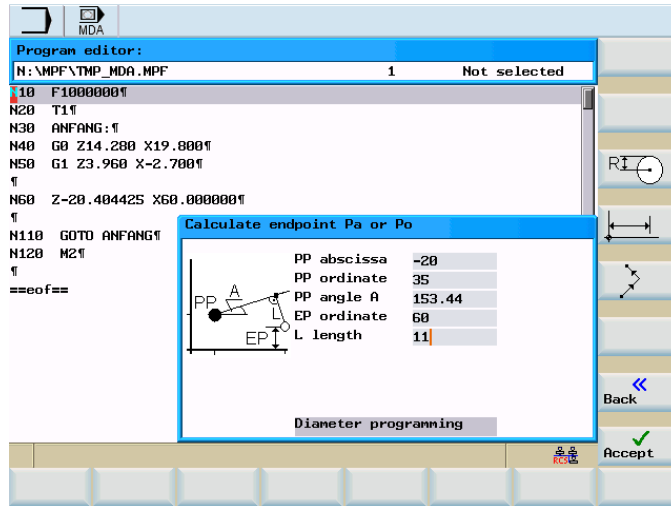 MDA
Program editor:
N:\MPF\TMP_MDA.MPF 1 Not selected
N10 F1000000¶
N20 T1¶
N30 ANFANG:¶
N40 G0 Z14.280 X19.800¶
N50 G1 Z3.960 X-2.700¶
¶
N60 Z-20.404425 X60.000000¶
¶
N110 GOTO ANFANG¶
N120 M2¶
¶
==eof==
Calculate endpoint Pa or Po
PP abscissa -20
PP ordinate 35
PP angle A 153.44
EP ordinate 60
L length 11
PP
A
L
EP
Diameter programming
R
Back
Accept
RCS